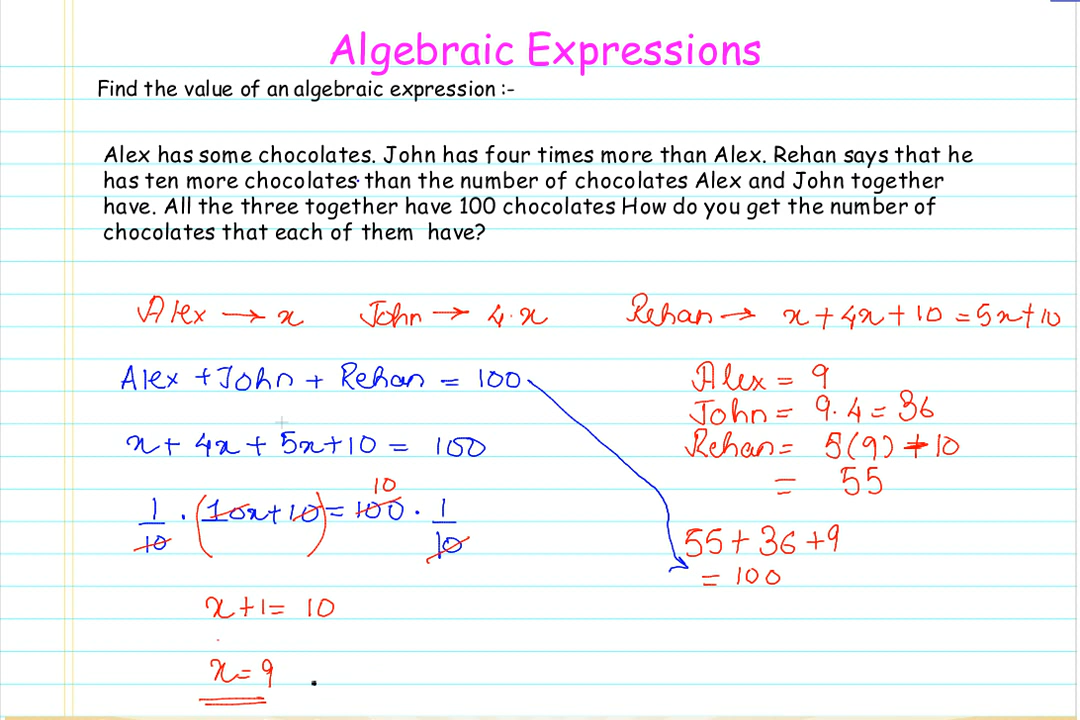 Algebraic Expressions
Find the value of an algebraic expression :-
Alex has some chocolates. John has four times more than Alex. Rehan says that he
has ten more chocolates than the number of chocolates Alex and John together
have. All the three together have 100 chocolates How do you get the number of
chocolates that each of them have?
Alex → x John → 4·x Rehan → x + 4x + 10 = 5x + 10
Alex + John + Rehan = 100
x + 4x + 5x + 10 = 100
10
1/10 · (10x + 10) = 100 · 1/10
x + 1 = 10
x = 9 .
Alex = 9
John = 9.4 = 36
Rehan = 5(9) + 10
= 55
55 + 36 + 9
= 100